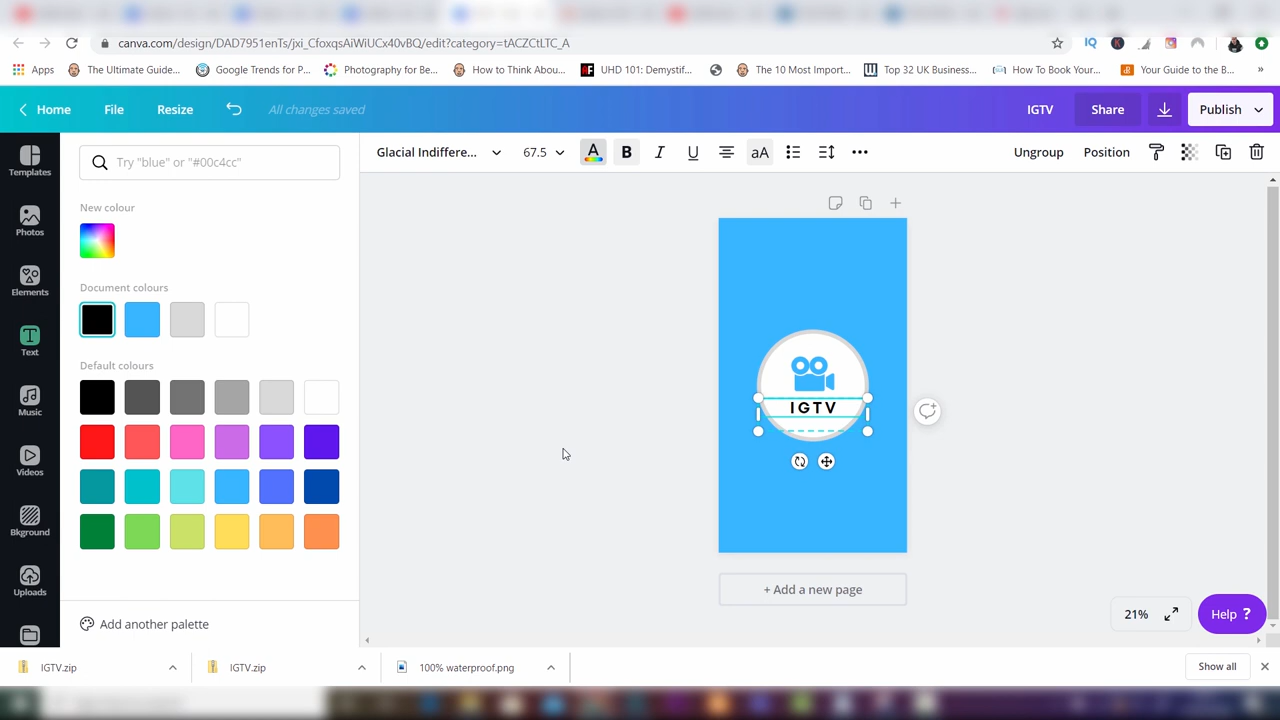 canva.com/design/DAD7951enTs/jxi_CfoxqsAiWiUCx40vBQ/edit?category=tACZCtLTC_A
IQ
Apps
The Ultimate Guide...
Google Trends for P...
Photography for Be...
How to Think Abou...
UHD 101: Demystif...
The 10 Most Import...
Top 32 UK Business...
How To Book Your...
Your Guide to the B...
»
Home
File
Resize
All changes saved
IGTV
Share
Publish
Templates
Photos
Elements
Text
Music
Videos
Bkground
Uploads
Try "blue" or "#00c4cc"
Glacial Indiffere...
67.5
A
B
I
U
aA
Ungroup
Position
New colour
Document colours
Default colours
Add another palette
IGTV
+ Add a new page
21%
Help ?
IGTV.zip
IGTV.zip
100% waterproof.png
Show all